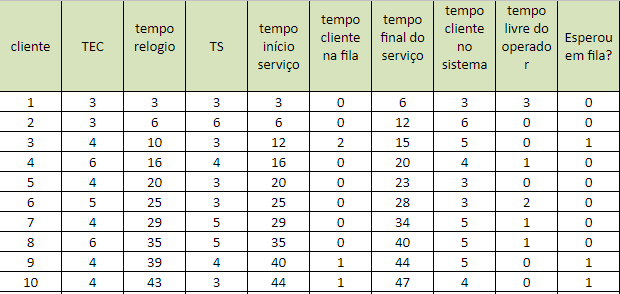 cliente TEC tempo relogio TS tempo início serviço tempo cliente na fila tempo final do serviço tempo cliente no sistema tempo livre do operado r Esperou em fila?
1 3 3 3 3 0 6 3 3 0
2 3 6 6 6 0 12 6 0 0
3 4 10 3 12 2 15 5 0 1
4 6 16 4 16 0 20 4 1 0
5 4 20 3 20 0 23 3 0 0
6 5 25 3 25 0 28 3 2 0
7 4 29 5 29 0 34 5 1 0
8 6 35 5 35 0 40 5 1 0
9 4 39 4 40 1 44 5 0 1
10 4 43 3 44 1 47 4 0 1